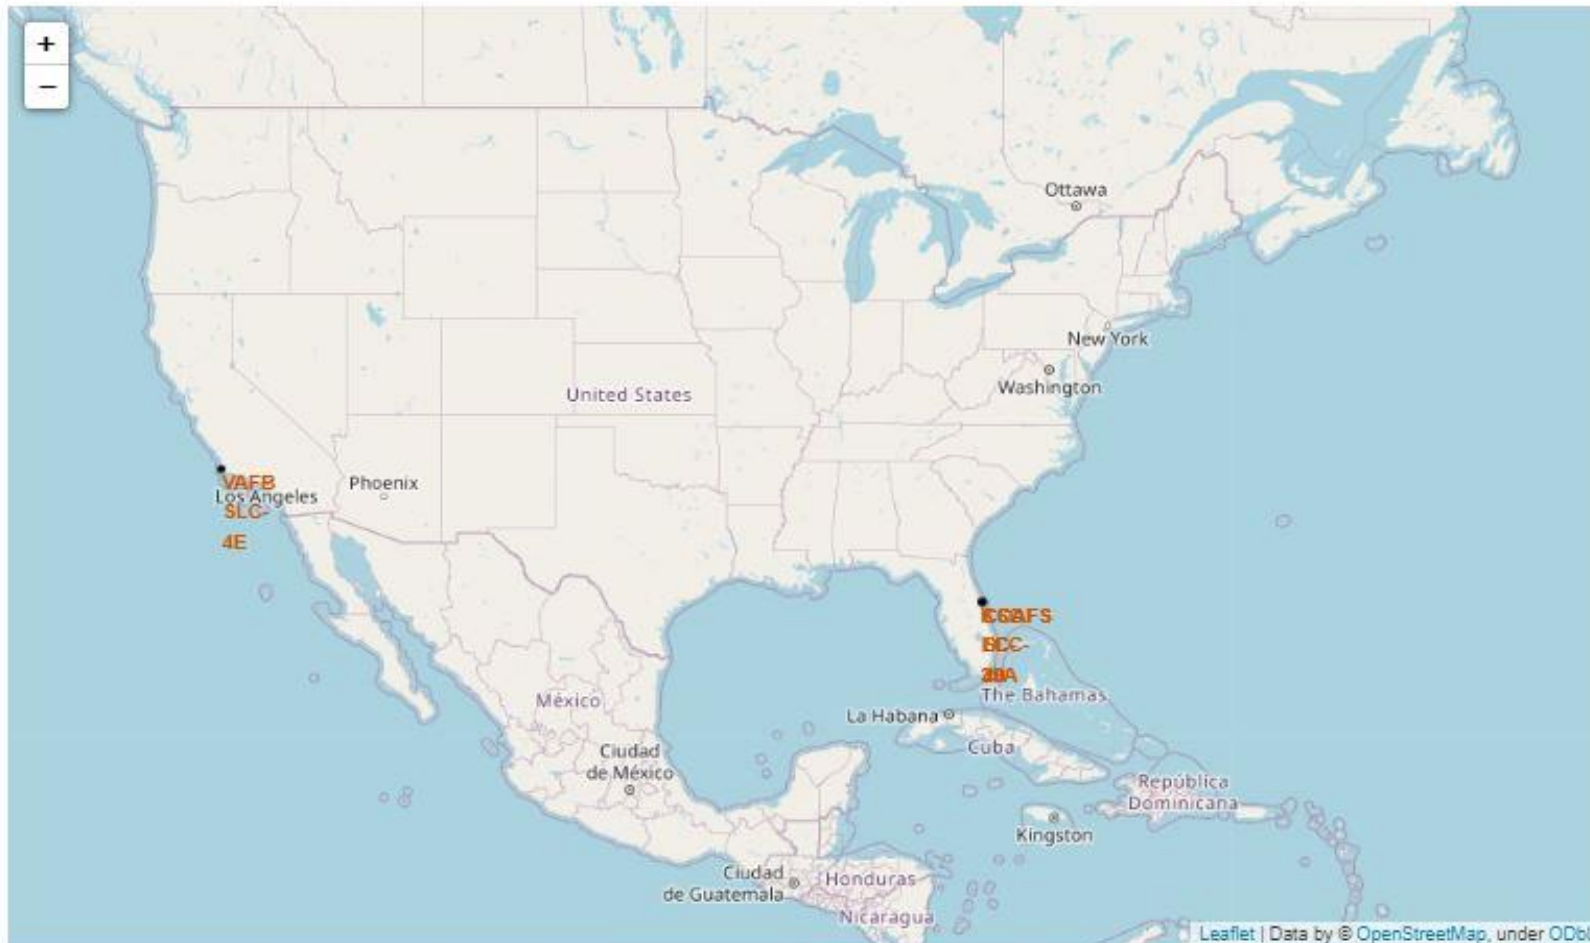 +
−
Ottawa
New York
Washington
United States
VAFB
Los Angeles
Phoenix
SLC-
4E
The Bahamas
La Habana
México
Cuba
Ciudad
de México
República
Dominicana
Kingston
Ciudad
de Guatemala
Honduras
Nicaragua
Leaflet | Data by © OpenStreetMap, under ODb